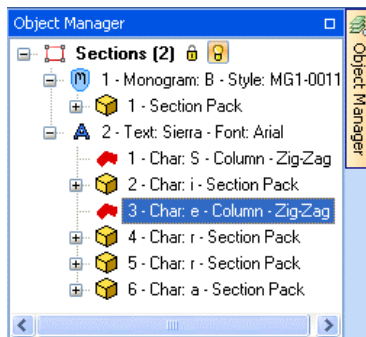 Object Manager
Sections (2)
1 - Monogram: B - Style: MG1-0011
1 - Section Pack
2 - Text: Sierra - Font: Arial
1 - Char: S - Column - Zig-Zag
2 - Char: i - Section Pack
3 - Char: e - Column - Zig-Zag
4 - Char: r - Section Pack
5 - Char: r - Section Pack
6 - Char: a - Section Pack
Object Manager